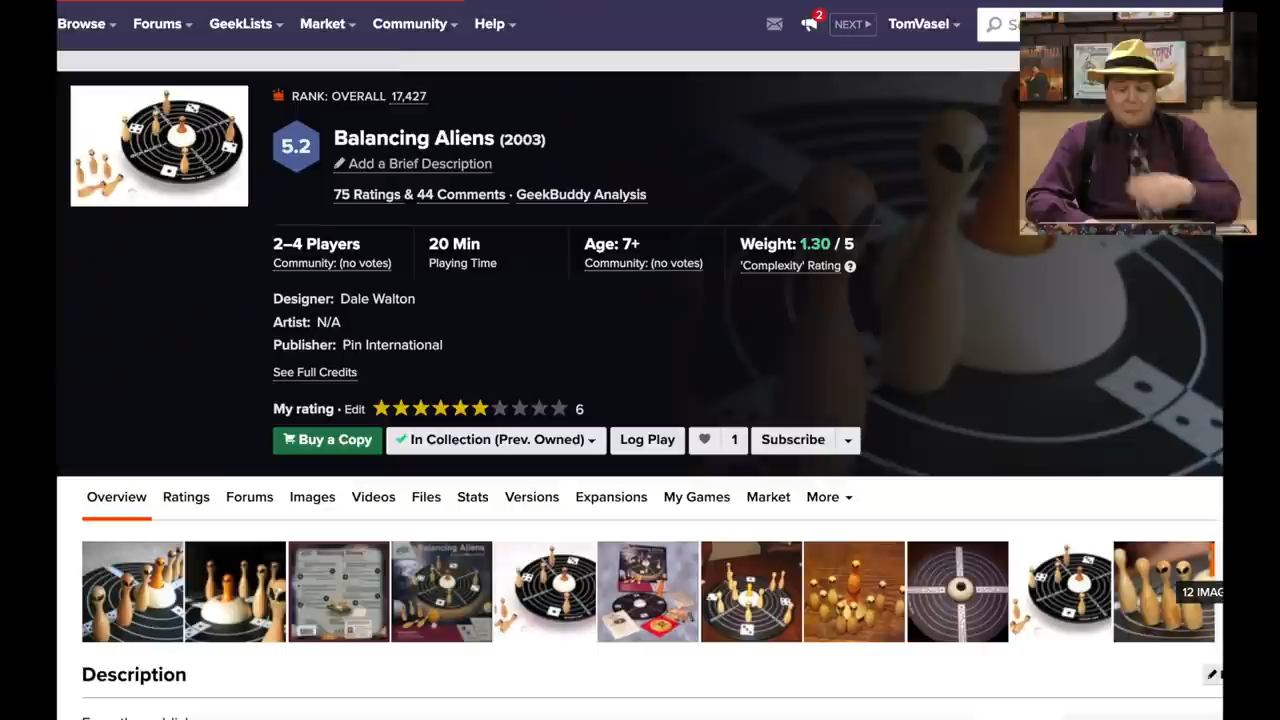 Browse Forums GeekLists Market Community Help 2 NEXT TomVasel
RANK: OVERALL 17,427
5.2
Balancing Aliens (2003)
Add a Brief Description
75 Ratings & 44 Comments · GeekBuddy Analysis
2–4 Players 20 Min Age: 7+ Weight: 1.30 / 5
Community: (no votes) Playing Time Community: (no votes) 'Complexity' Rating ?
Designer: Dale Walton
Artist: N/A
Publisher: Pin International
See Full Credits
My rating · Edit 6
Buy a Copy In Collection (Prev. Owned) Log Play 1 Subscribe
Overview Ratings Forums Images Videos Files Stats Versions Expansions My Games Market More
Balancing Aliens
12 IMAG
Description